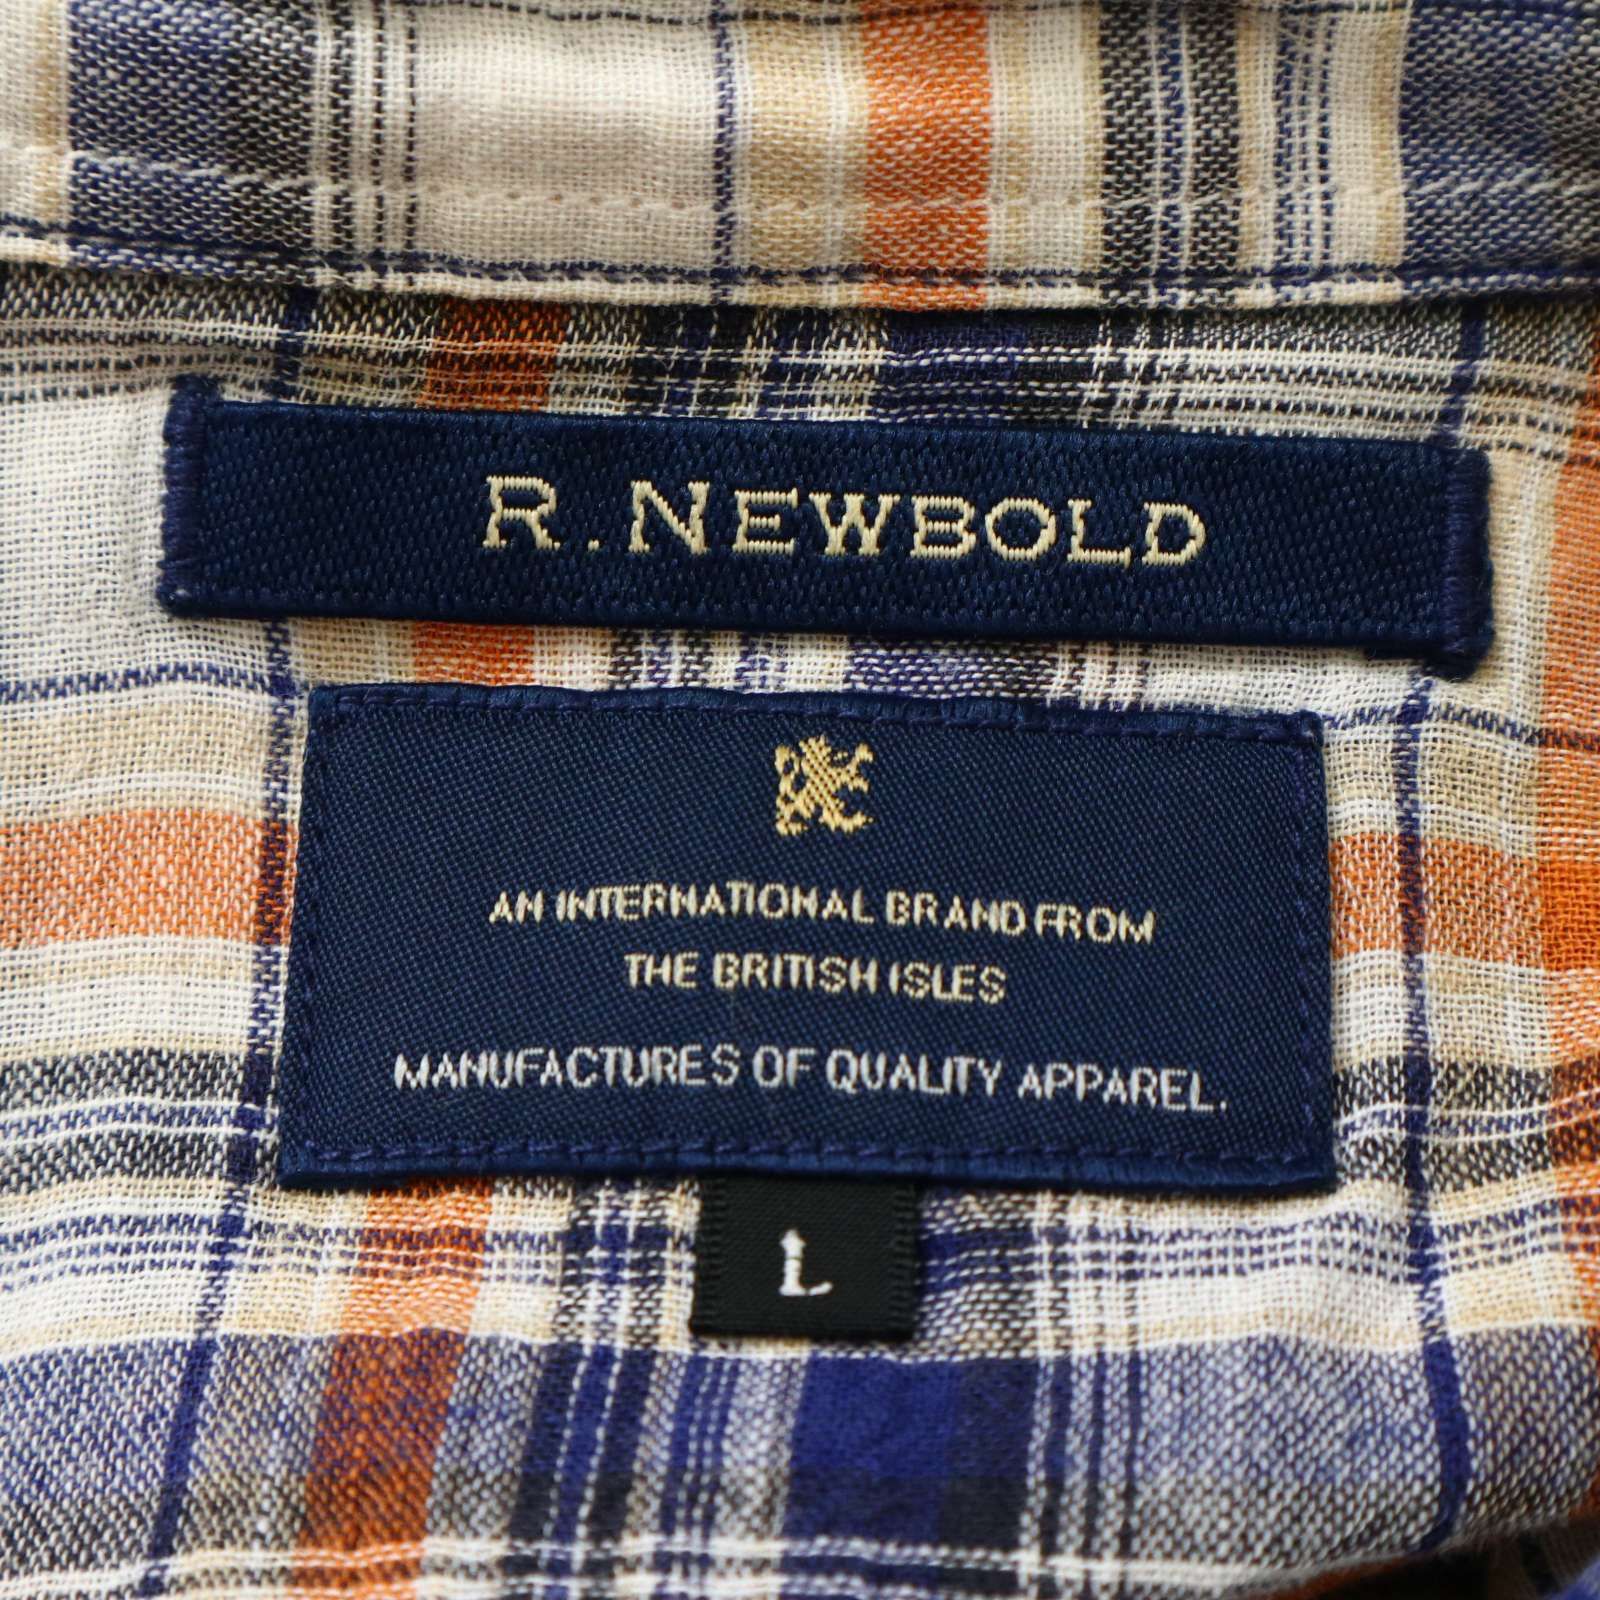 R. NEWBOLD
AN INTERNATIONAL BRAND FROM
THE BRITISH ISLES
MANUFACTURES OF QUALITY APPAREL.
L